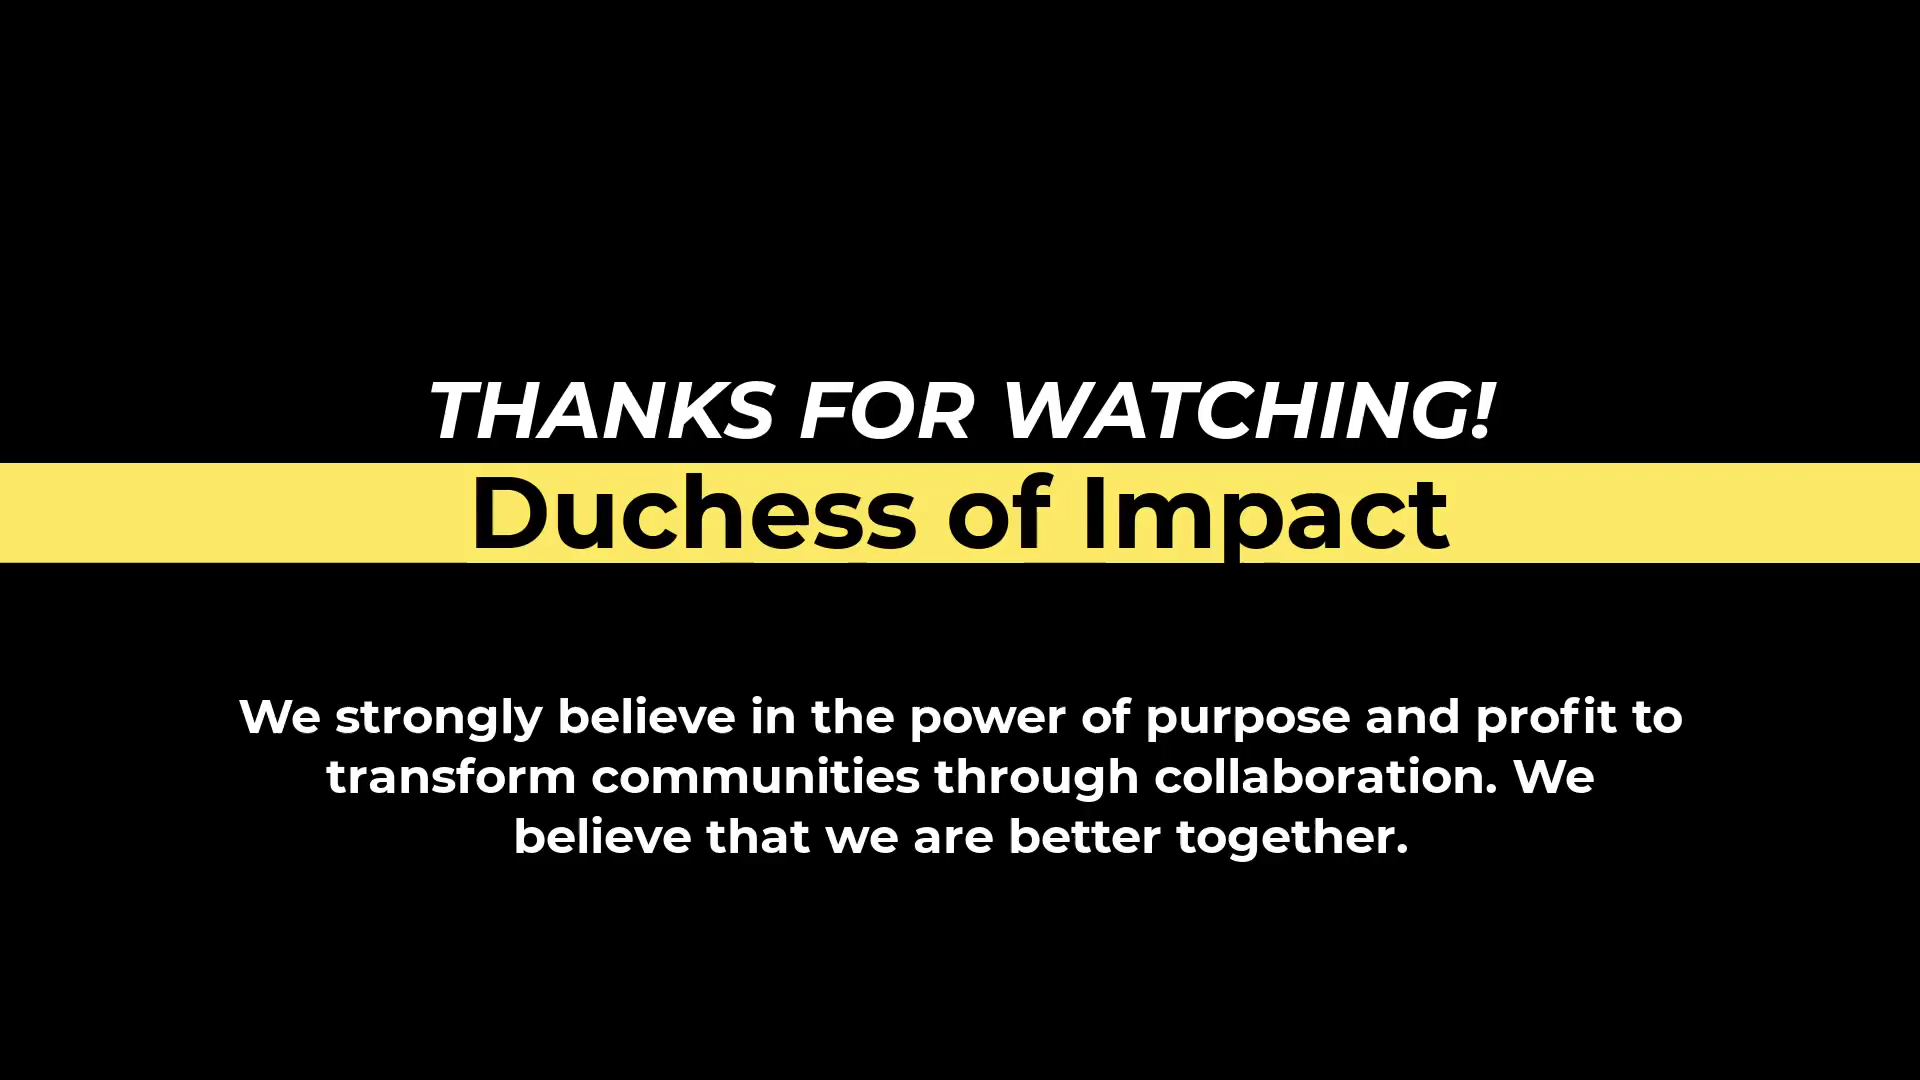 THANKS FOR WATCHING!
Duchess of Impact
We strongly believe in the power of purpose and profit to
transform communities through collaboration. We
believe that we are better together.